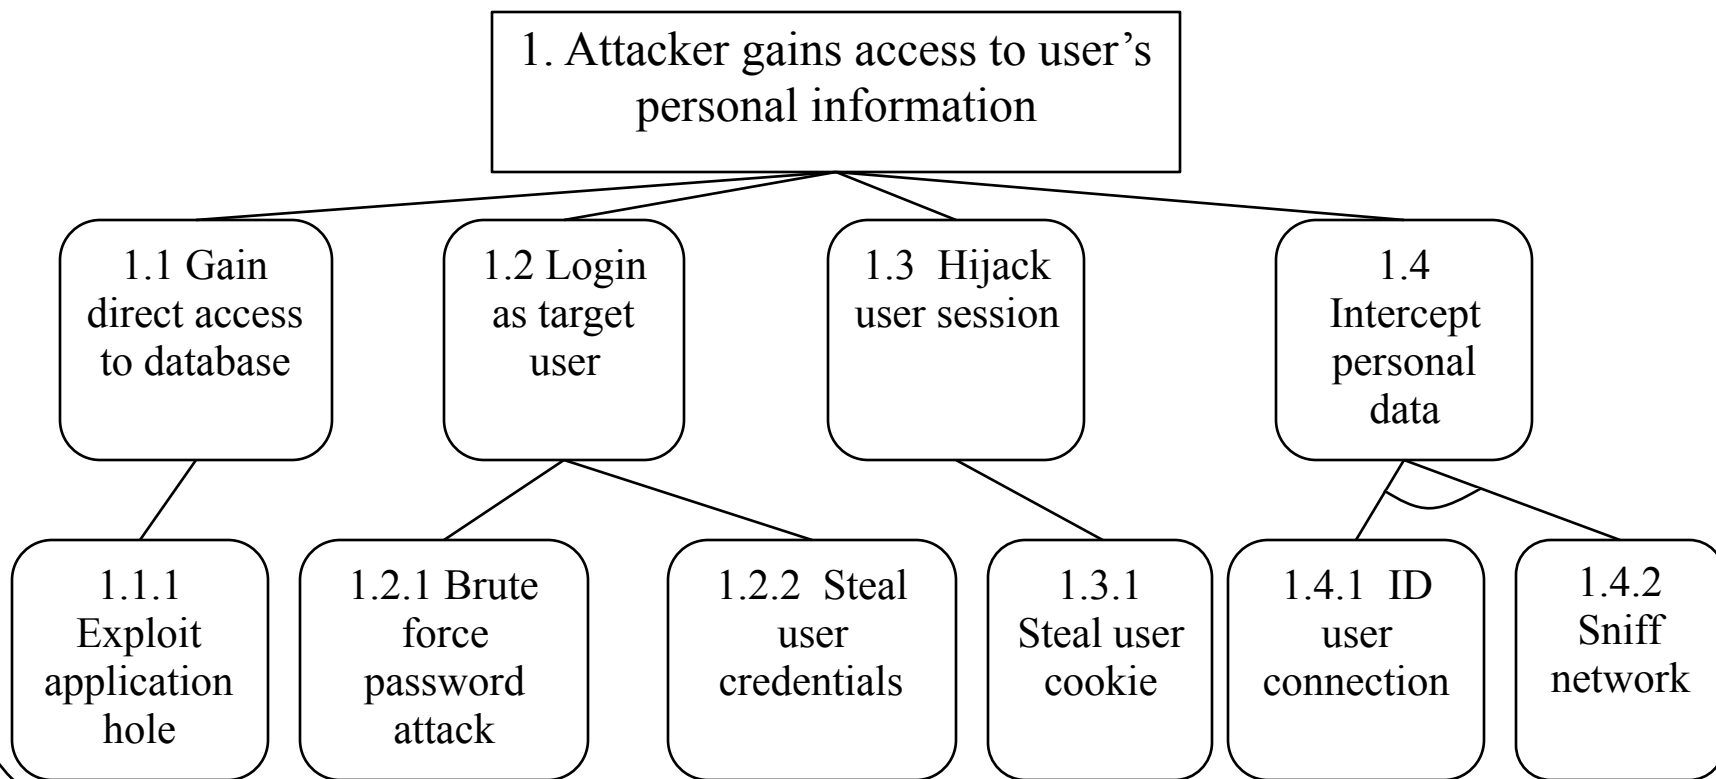 1. Attacker gains access to user’s
personal information
1.1 Gain
direct access
to database
1.2 Login
as target
user
1.3 Hijack
user session
1.4
Intercept
personal
data
1.1.1
Exploit
application
hole
1.2.1 Brute
force
password
attack
1.2.2 Steal
user
credentials
1.3.1
Steal user
cookie
1.4.1 ID
user
connection
1.4.2
Sniff
network